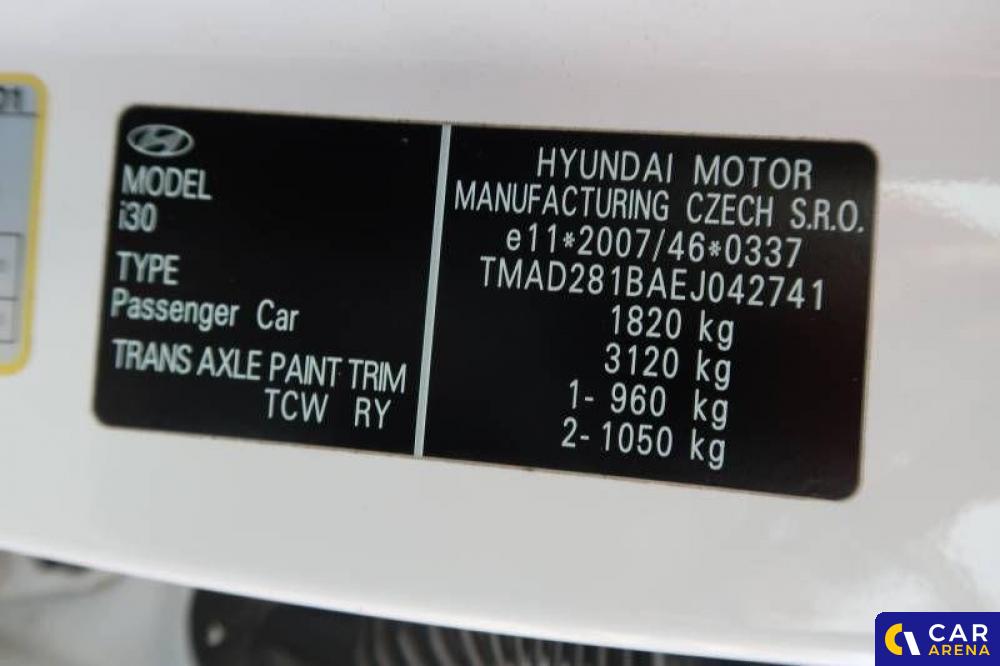 01
MODEL
i30
TYPE
Passenger Car
TRANS AXLE PAINT TRIM
TCW RY
HYUNDAI MOTOR
MANUFACTURING CZECH S.R.O.
e11*2007/46*0337
TMAD281BAEJ042741
1820 kg
3120 kg
1- 960 kg
2- 1050 kg
CAR
ARENA